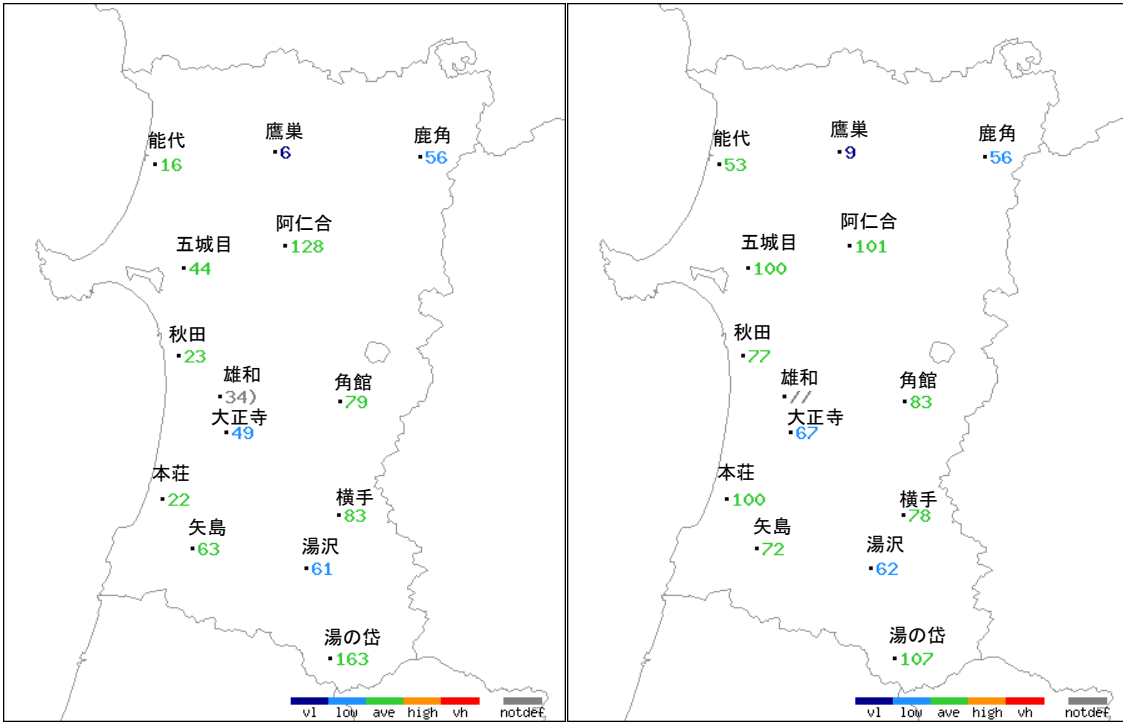 能代
16
鷹巣
6
鹿角
56
阿仁合
128
五城目
44
秋田
23
雄和
34)
角館
79
大正寺
49
本荘
22
横手
83
矢島
63
湯沢
61
湯の岱
163
vl low ave high vh notdef
能代
53
鷹巣
9
鹿角
56
阿仁合
101
五城目
100
秋田
77
雄和
//
角館
83
大正寺
67
本荘
100
横手
78
矢島
72
湯沢
62
湯の岱
107
vl low ave high vh notdef